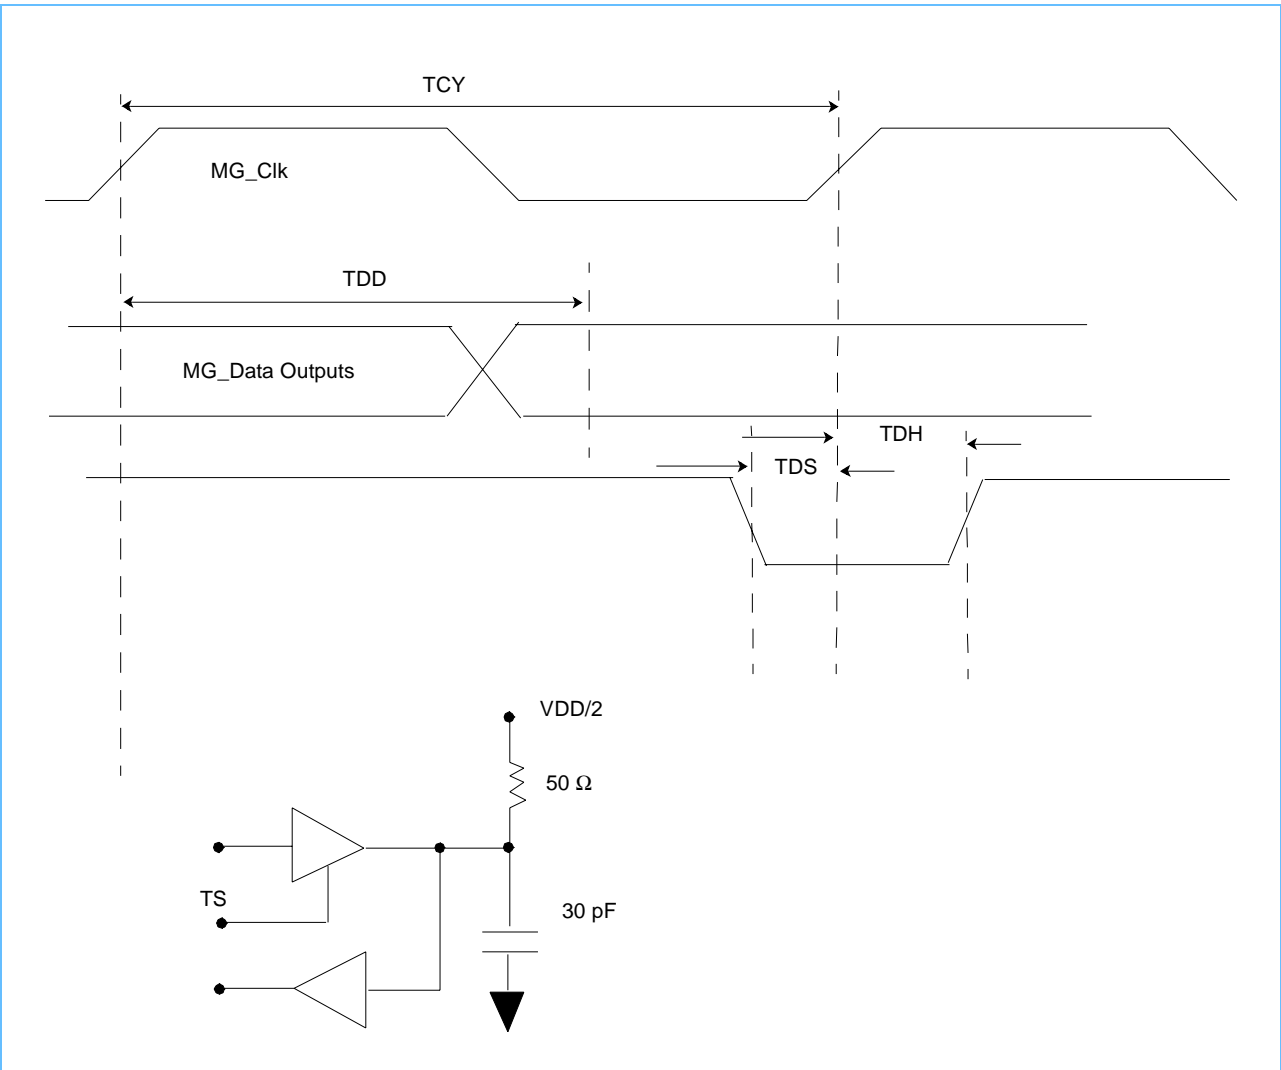 TCY
MG_Clk
TDD
MG_Data Outputs
TDH
TDS
VDD/2
50 Ω
TS
30 pF